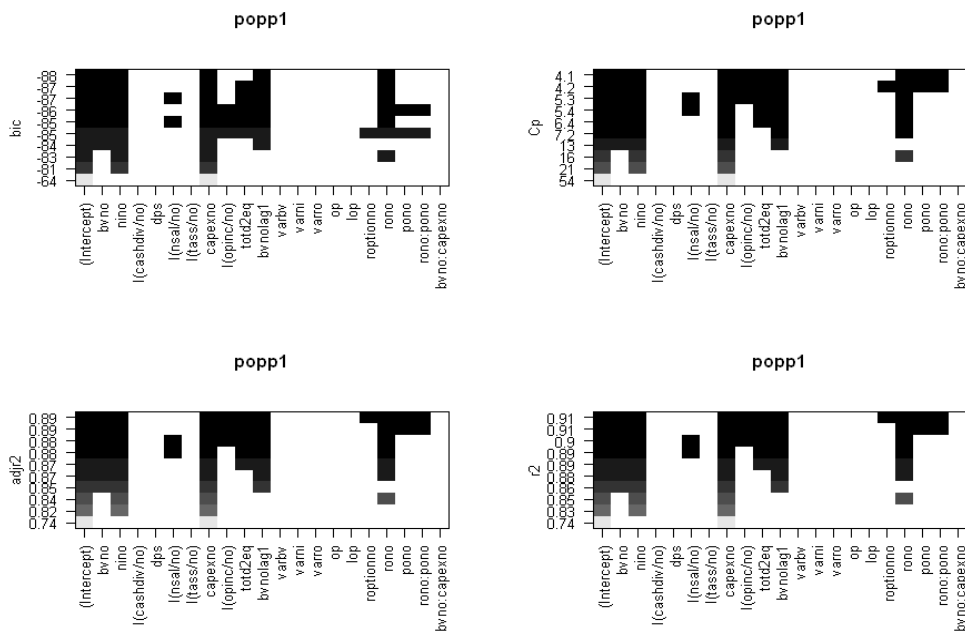 popp1
bic
-88
-87
-87
-86
-85
-85
-84
-83
-81
-64
(Intercept)
bvno
nino
I(cashdiv/no)
dps
I(nsal/no)
I(tass/no)
capexno
I(opinc/no)
totd2eq
bvnolag1
varbv
varni
varro
op
lop
roptionno
rono
pono
rono:pono
bvno:capexno
popp1
Cp
4.1
4.2
5.3
5.4
6.4
7.2
13
16
21
54
(Intercept)
bvno
nino
I(cashdiv/no)
dps
I(nsal/no)
I(tass/no)
capexno
I(opinc/no)
totd2eq
bvnolag1
varbv
varni
varro
op
lop
roptionno
rono
pono
rono:pono
bvno:capexno
popp1
adjr2
0.89
0.89
0.88
0.88
0.87
0.87
0.85
0.84
0.82
0.74
(Intercept)
bvno
nino
I(cashdiv/no)
dps
I(nsal/no)
I(tass/no)
capexno
I(opinc/no)
totd2eq
bvnolag1
varbv
varni
varro
op
lop
roptionno
rono
pono
rono:pono
bvno:capexno
popp1
r2
0.91
0.91
0.9
0.9
0.89
0.88
0.86
0.85
0.83
0.74
(Intercept)
bvno
nino
I(cashdiv/no)
dps
I(nsal/no)
I(tass/no)
capexno
I(opinc/no)
totd2eq
bvnolag1
varbv
varni
varro
op
lop
roptionno
rono
pono
rono:pono
bvno:capexno